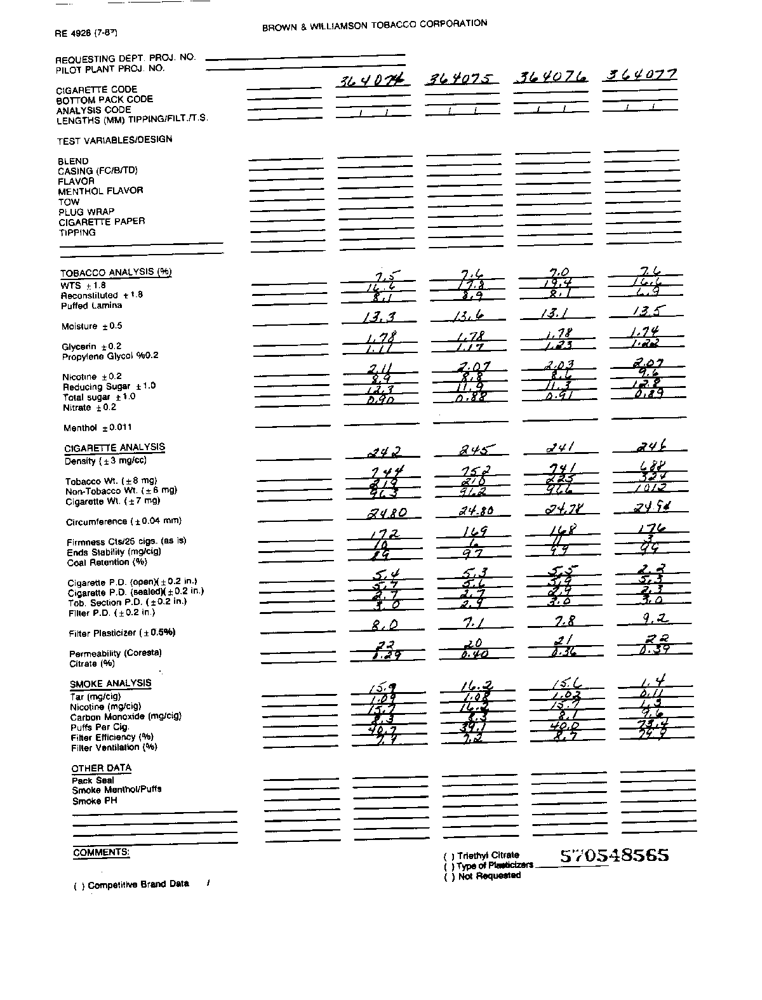 RE 4926 (7-87)
BROWN & WILLIAMSON TOBACCO CORPORATION
REQUESTING DEPT. PROJ. NO.
PILOT PLANT PROJ. NO.
CIGARETTE CODE 364074 364075 364076 364077
BOTTOM PACK CODE
ANALYSIS CODE
LENGTHS (MM) TIPPING/FILT./T.S. / / / / / / / /
TEST VARIABLES/DESIGN
BLEND
CASING (FC/B/TD)
FLAVOR
MENTHOL FLAVOR
TOW
PLUG WRAP
CIGARETTE PAPER
TIPPING
TOBACCO ANALYSIS (%)
WTS ±1.8 7.5 7.6 7.0 7.6
Reconstituted ±1.8 16.6 17.8 19.4 16.6
Puffed Lamina 8.1 8.9 8.1 6.9
Moisture ±0.5 13.3 13.6 13.1 13.5
Glycerin ±0.2 1.78 1.78 1.78 1.74
Propylene Glycol %0.2 1.11 1.17 1.23 1.22
Nicotine ±0.2 2.11 2.07 2.03 2.07
Reducing Sugar ±1.0 8.9 8.8 8.6 9.6
Total sugar ±1.0 12.3 11.9 11.3 12.8
Nitrate ±0.2 0.90 0.88 0.91 0.89
Menthol ±0.011
CIGARETTE ANALYSIS
Density (±3 mg/cc) 242 245 241 246
Tobacco Wt. (±8 mg) 744 752 741 688
Non-Tobacco Wt. (±6 mg) 219 210 225 324
Cigarette Wt. (±7 mg) 963 962 966 1012
Circumference (±0.04 mm) 24.80 24.80 24.78
Firmness Cts/25 cigs. (as is) 172 169 168 176
Ends Stability (mg/cig) 10 6 11 3
Coal Retention (%) 97 99
Cigarette P.D. (open)(±0.2 in.) 5.4 5.3 5.5 2.2
Cigarette P.D. (sealed)(±0.2 in.) 5.7 5.6 5.9 5.3
Tob. Section P.D. (±0.2 in.) 2.7 2.7 2.9 2.3
Filter P.D. (±0.2 in.) 3.0 2.9 3.0 3.0
Filter Plasticizer (±0.5%) 8.0 7.1 7.8 9.2
Permeability (Coresta) 22 20 21 22
Citrate (%) 0.40 0.36 0.39
SMOKE ANALYSIS
Tar (mg/cig) 15.9 16.2 15.6 1.4
Nicotine (mg/cig) 1.09 1.08 1.03 0.11
Carbon Monoxide (mg/cig) 15.7 16.2 15.7 1.3
Puffs Per Cig. 8.3 8.3 8.1 9.6
Filter Efficiency (%) 40.7 39.1 40.0 73.4
Filter Ventilation (%) 7.2 8.7
OTHER DATA
Pack Seal
Smoke Menthol/Puffs
Smoke PH
COMMENTS:
( ) Triethyl Citrate
( ) Type of Plasticizers
( ) Not Requested
570548565
( ) Competitive Brand Data /